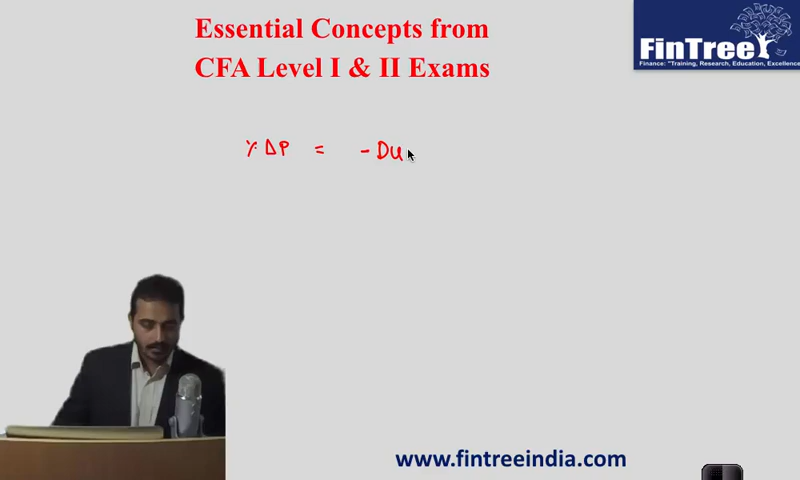 Essential Concepts from
CFA Level I & II Exams
FinTree
Finance: "Training, Research, Education, Excellence
% ΔP = - Du
www.fintreeindia.com